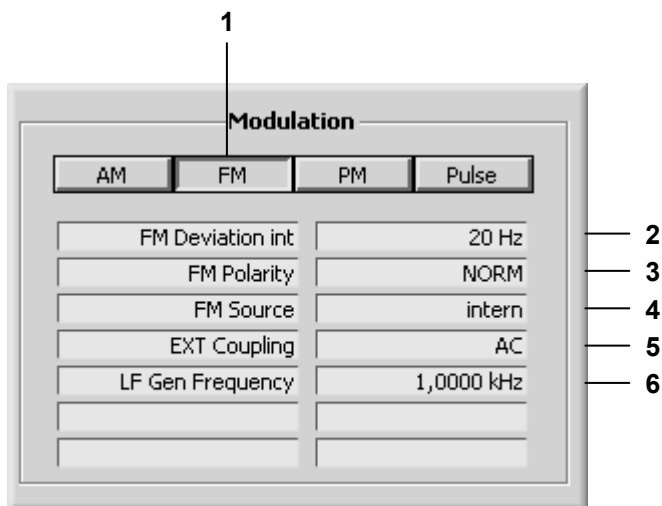 1
Modulation
AM FM PM Pulse
FM Deviation int 20 Hz 2
FM Polarity NORM 3
FM Source intern 4
EXT Coupling AC 5
LF Gen Frequency 1,0000 kHz 6